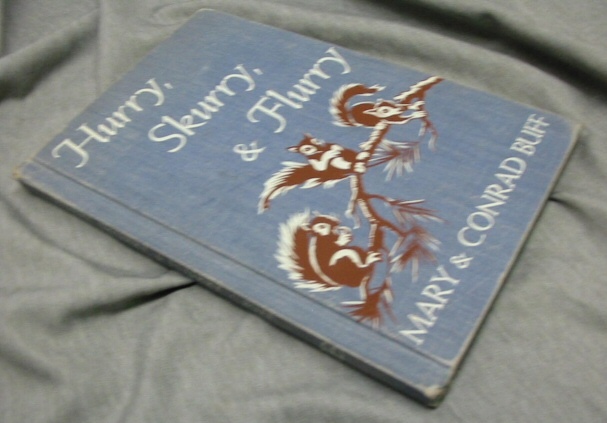 Hurry,
Skurry,
& Flurry
MARY & CONRAD BUFF